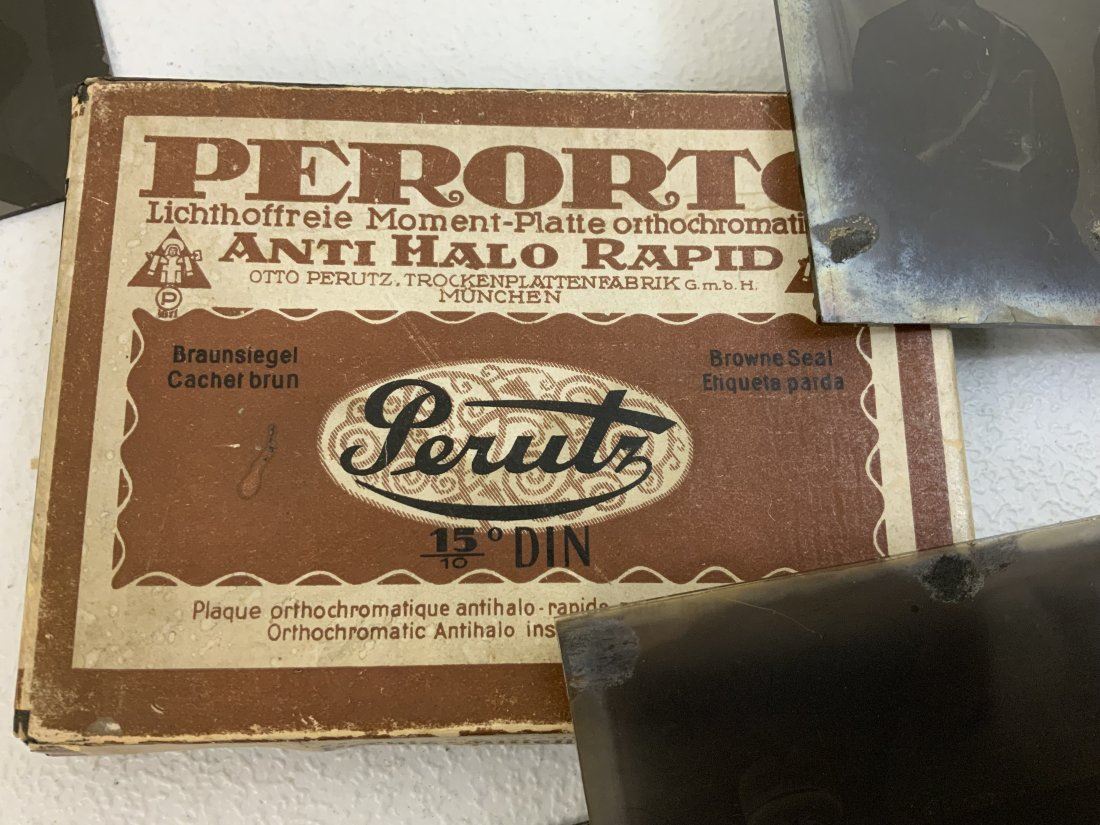 PERORTO
Lichthoffreie Moment-Platte orthochromati
ANTI HALO RAPID
OTTO PERUTZ, TROCKENPLATTENFABRIK G.m.b.H.
MÜNCHEN
P
Braunsiegel
Cachet brun
Browne Seal
Etiqueta parda
Perutz
15/10° DIN
Plaque orthochromatique antihalo-rapide
Orthochromatic Antihalo ins